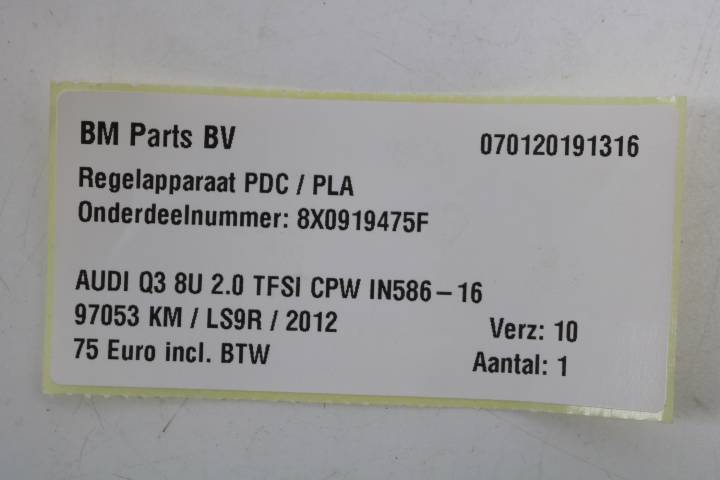 BM Parts BV 070120191316
Regelapparaat PDC / PLA
Onderdeelnummer: 8X0919475F
AUDI Q3 8U 2.0 TFSI CPW IN586-16
97053 KM / LS9R / 2012 Verz: 10
75 Euro incl. BTW Aantal: 1